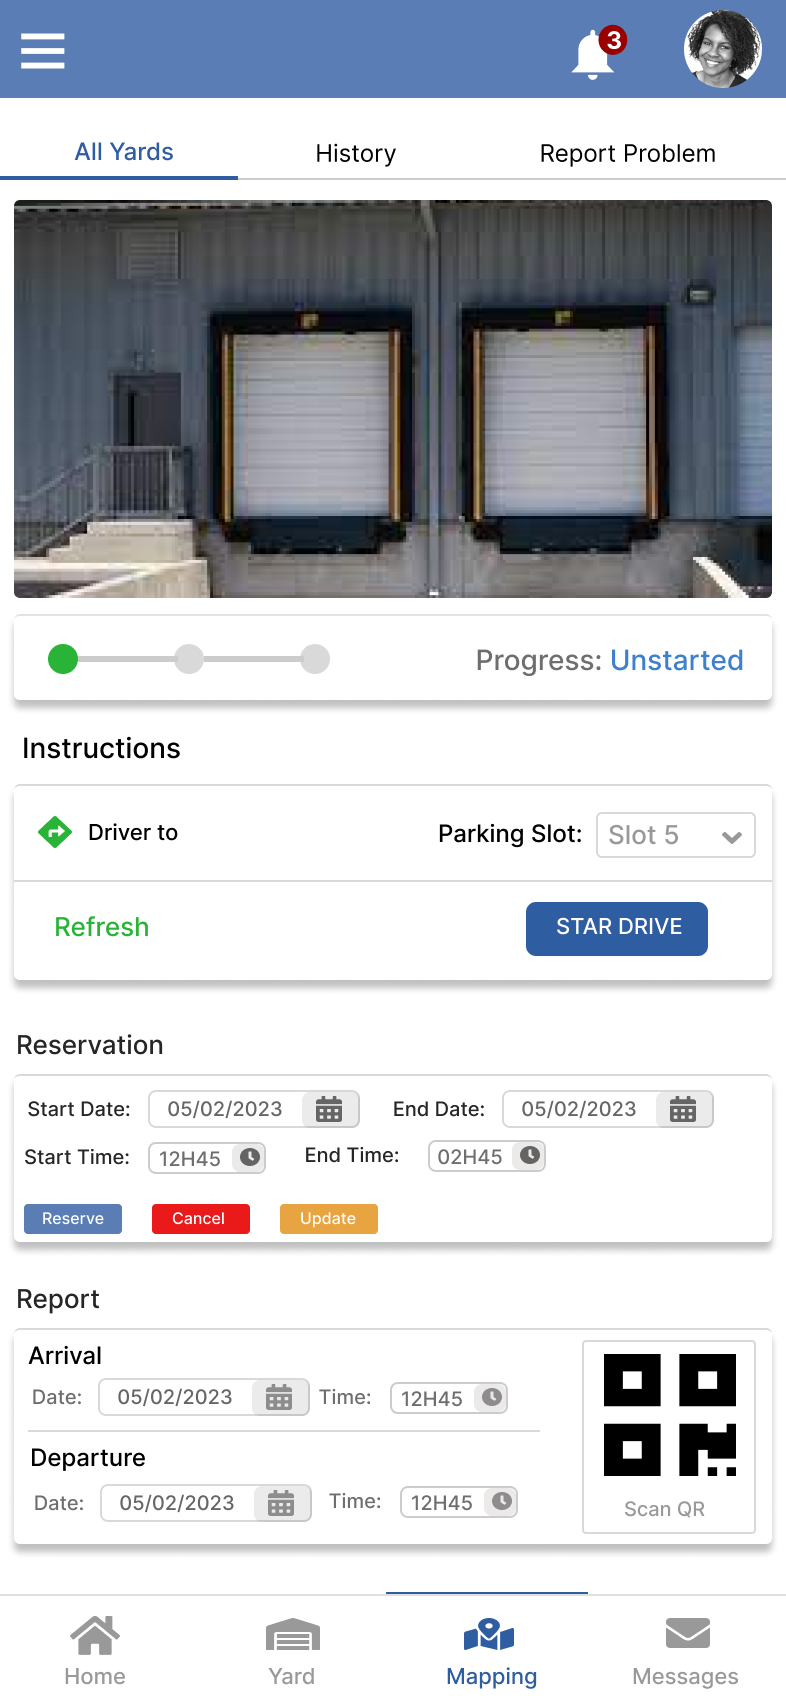 3
All Yards History Report Problem
Progress: Unstarted
Instructions
Driver to Parking Slot: Slot 5
Refresh STAR DRIVE
Reservation
Start Date: 05/02/2023 End Date: 05/02/2023
Start Time: 12H45 End Time: 02H45
Reserve Cancel Update
Report
Arrival
Date: 05/02/2023 Time: 12H45
Departure
Date: 05/02/2023 Time: 12H45
Scan QR
Home Yard Mapping Messages